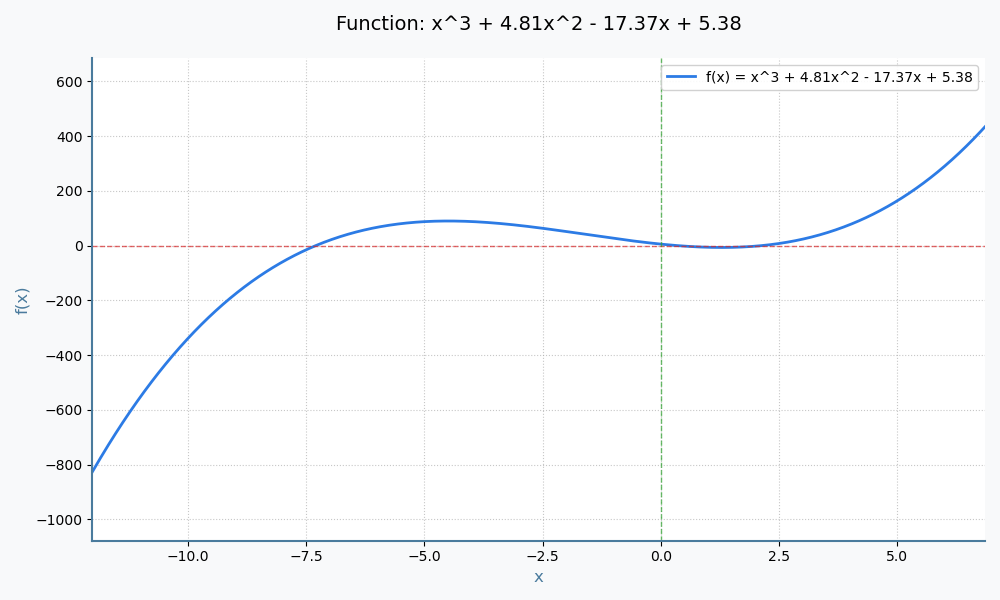 Function: x^3 + 4.81x^2 - 17.37x + 5.38
f(x) = x^3 + 4.81x^2 - 17.37x + 5.38
600
400
200
0
−200
−400
−600
−800
−1000
f(x)
−10.0 −7.5 −5.0 −2.5 0.0 2.5 5.0
x